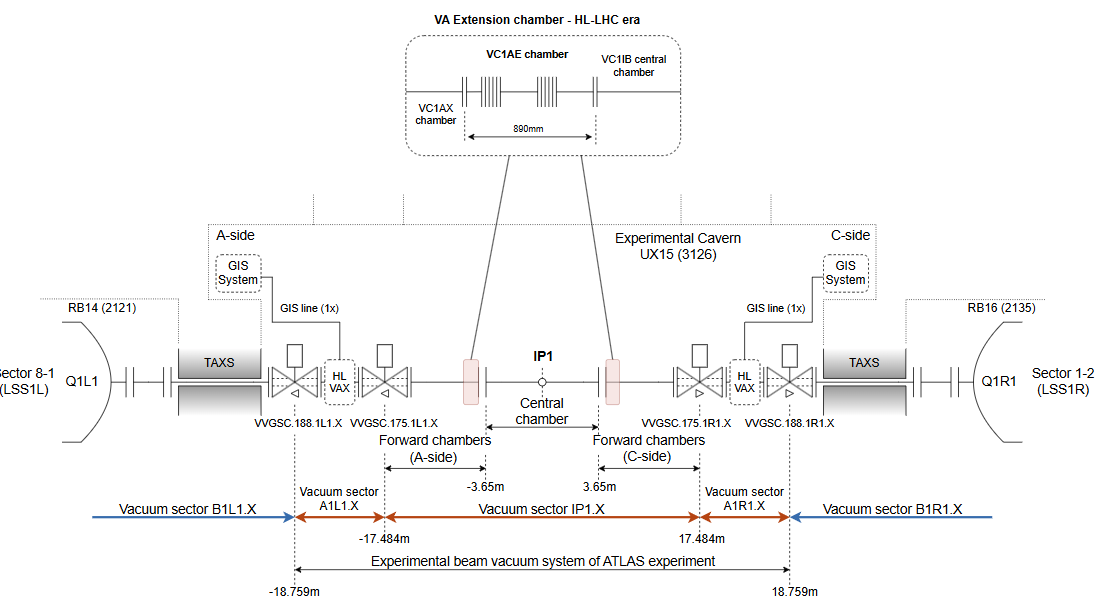 VA Extension chamber - HL-LHC era
VC1AE chamber
VC1IB central
chamber
VC1AX
chamber
890mm
A-side
Experimental Cavern
UX15 (3126)
C-side
GIS
System
GIS
System
RB14 (2121)
GIS line (1x)
GIS line (1x)
RB16 (2135)
TAXS
IP1
TAXS
ector 8-1
(LSS1L)
Q1L1
HL
VAX
HL
VAX
Q1R1
Sector 1-2
(LSS1R)
Central
chamber
VVGSC.188.1L1.X
VVGSC.175.1L1.X
VVGSC.175.1R1.X
VVGSC.188.1R1.X
Forward chambers
(A-side)
Forward chambers
(C-side)
-3.65m
3.65m
Vacuum sector B1L1.X
Vacuum sector
A1L1.X
Vacuum sector IP1.X
Vacuum sector
A1R1.X
Vacuum sector B1R1.X
-17.484m
17.484m
Experimental beam vacuum system of ATLAS experiment
-18.759m
18.759m